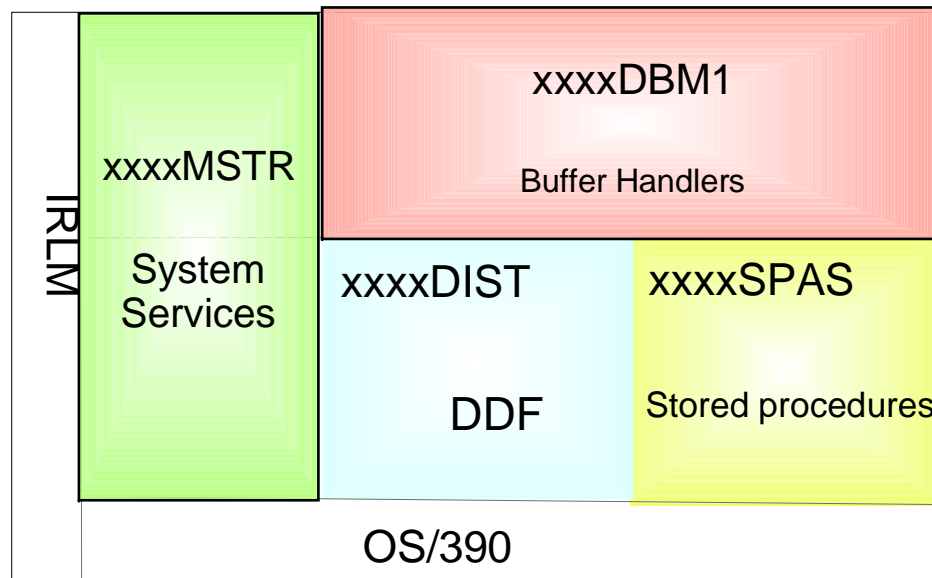 IRLM
xxxxMSTR
System
Services
xxxxDBM1
Buffer Handlers
xxxxDIST
DDF
xxxxSPAS
Stored procedures
OS/390